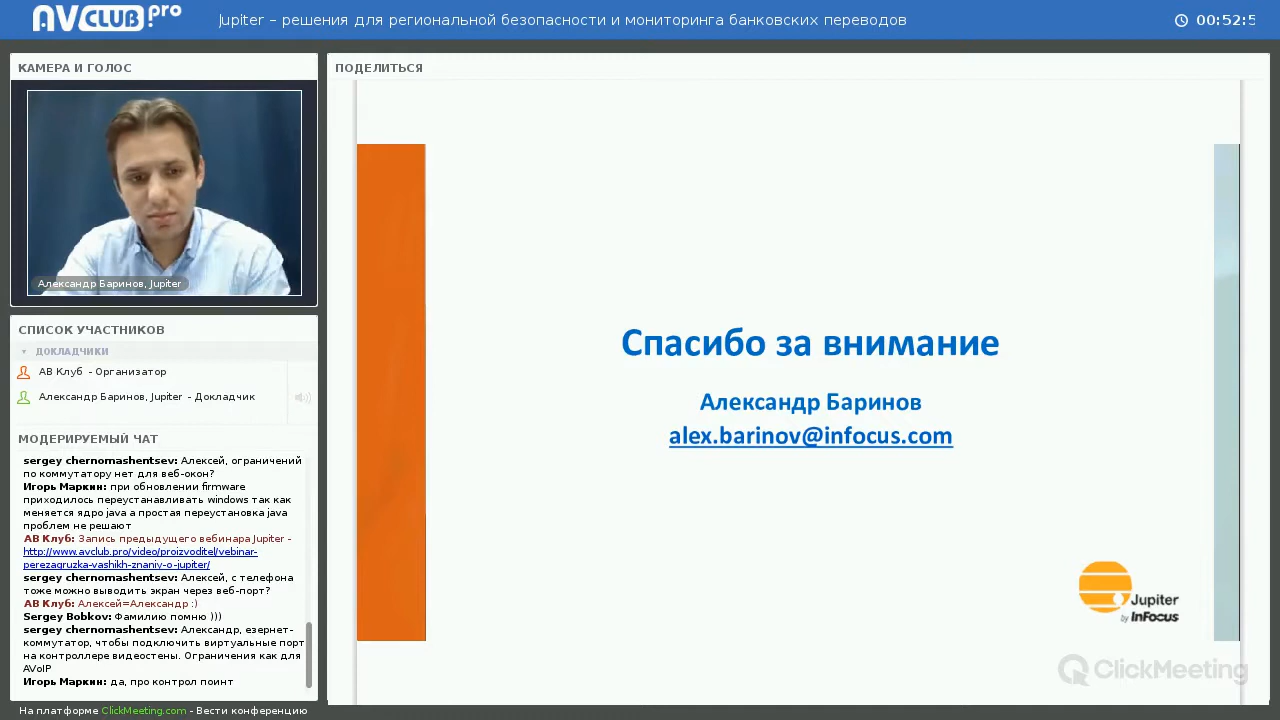 AVCLUB.pro
Jupiter – решения для региональной безопасности и мониторинга банковских переводов
00:52:5
КАМЕРА И ГОЛОС
Александр Баринов, Jupiter
СПИСОК УЧАСТНИКОВ
ДОКЛАДЧИКИ
АВ Клуб - Организатор
Александр Баринов, Jupiter - Докладчик
МОДЕРИРУЕМЫЙ ЧАТ
sergey chernomashentsev: Алексей, ограничений
по коммутатору нет для веб-окон?
Игорь Маркин: при обновлении firmware
приходилось переустанавливать windows так как
меняется ядро java а простая переустановка java
проблем не решают
АВ Клуб: Запись предыдущего вебинара Jupiter -
http://www.avclub.pro/video/proizvoditel/vebinar-
perezagruzka-vashikh-znaniy-o-jupiter/
sergey chernomashentsev: Алексей, с телефона
тоже можно выводить экран через веб-порт?
АВ Клуб: Алексей=Александр :)
Sergey Bobkov: Фамилию помню )))
sergey chernomashentsev: Александр, езернет-
коммутатор, чтобы подключить виртуальные порт
на контроллере видеостены. Ограничения как для
AVoIP
Игорь Маркин: да, про контрол поинт
На платформе ClickMeeting.com - Вести конференцию
ПОДЕЛИТЬСЯ
Спасибо за внимание
Александр Баринов
alex.barinov@infocus.com
Jupiter
by InFocus
ClickMeeting